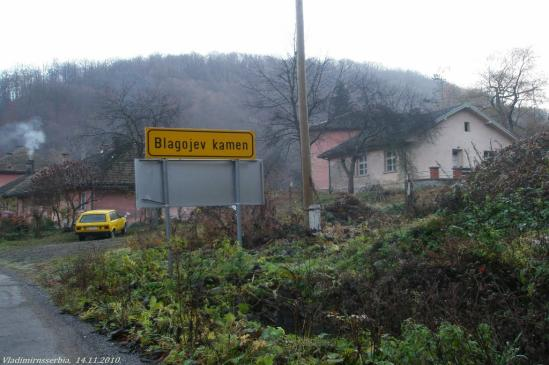 Blagojev kamen
Vladimirnsserbia, 14.11.2010.